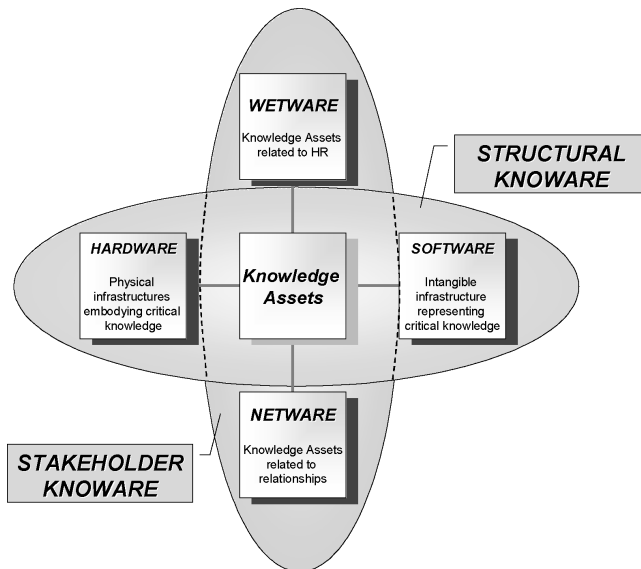 WETWARE
Knowledge Assets
related to HR
STRUCTURAL
KNOWARE
HARDWARE
Physical
infrastructures
embodying critical
knowledge
Knowledge
Assets
SOFTWARE
Intangible
infrastructure
representing
critical knowledge
NETWARE
Knowledge Assets
related to
relationships
STAKEHOLDER
KNOWARE